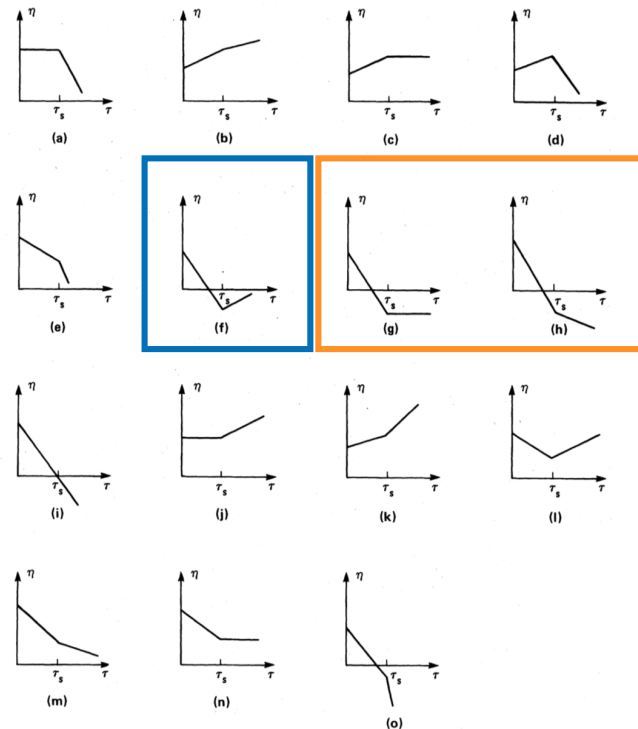 η η η η
τs τ τs τ τs τ τs τ
(a) (b) (c) (d)
η η η η
τs τ τs τ τs τ τs τ
(e) (f) (g) (h)
η η η η
τs τ τs τ τs τ τs τ
(i) (j) (k) (l)
η η η
τs τ τs τ τs τ
(m) (n) (o)